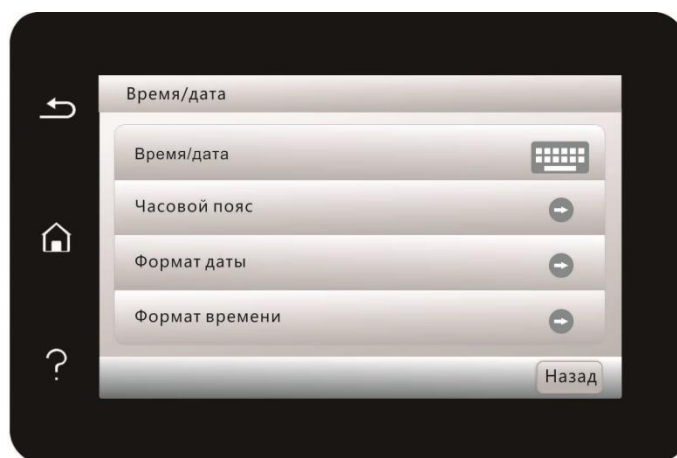 Время/дата
Время/дата
Часовой пояс
Формат даты
Формат времени
?
Назад